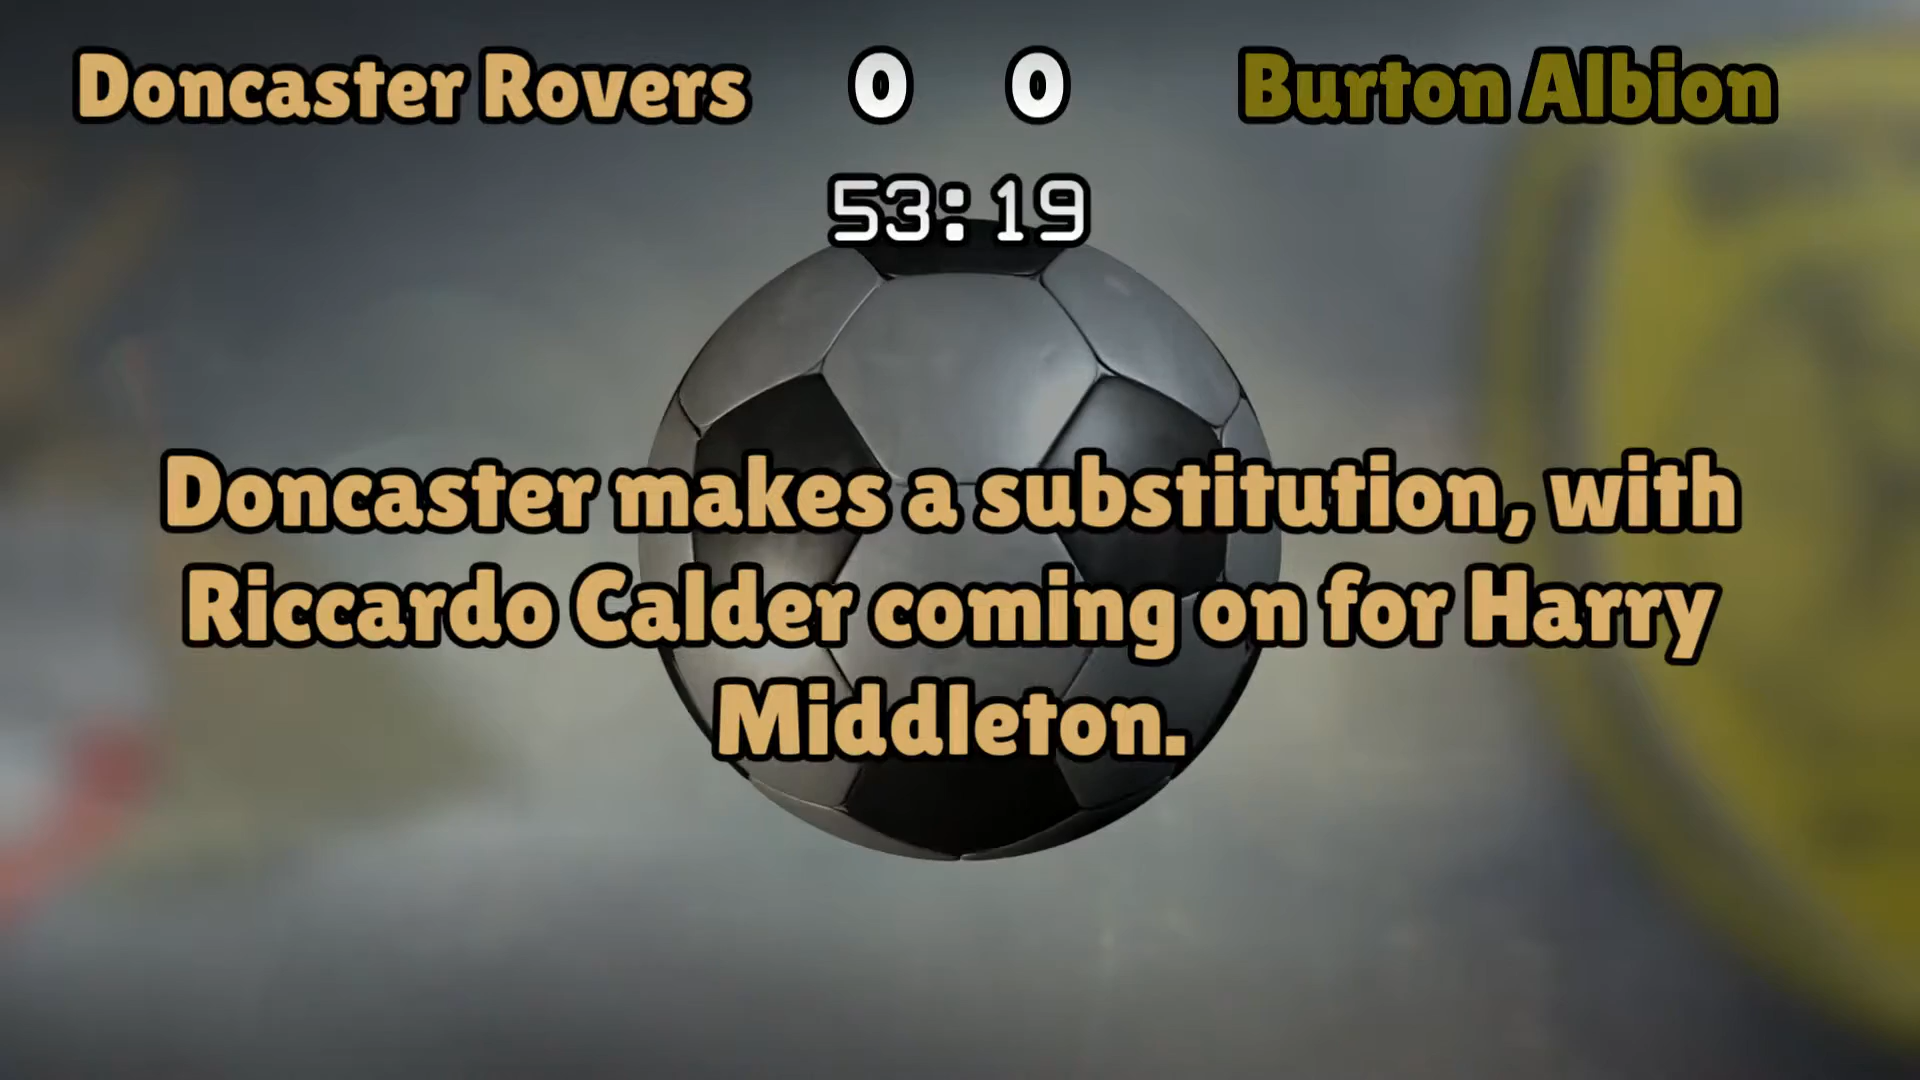 Doncaster Rovers 0 0 Burton Albion
53:19
Doncaster makes a substitution, with
Riccardo Calder coming on for Harry
Middleton.